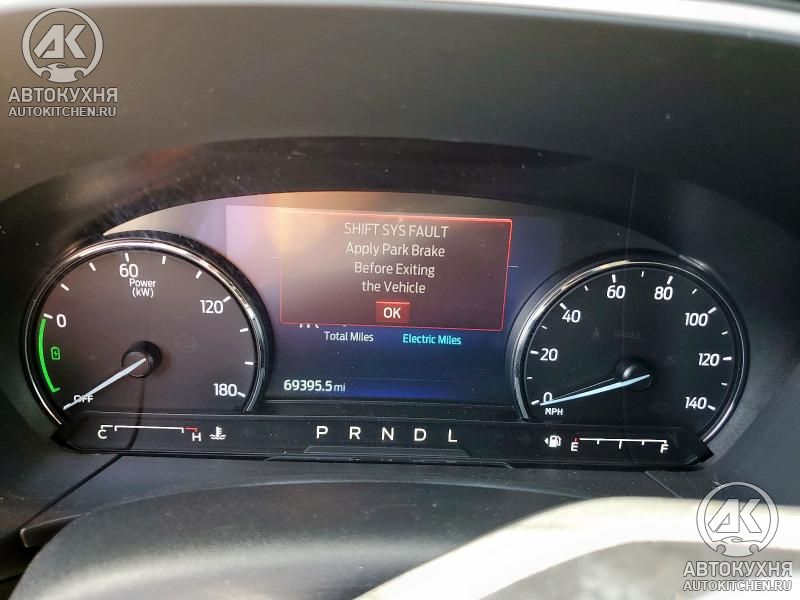 АК
АВТОКУХНЯ
AUTOKITCHEN.RU
SHIFT SYS FAULT
Apply Park Brake
Before Exiting
the Vehicle
OK
Total Miles Electric Miles
69395.5 mi
0 60 120 180
Power
(kW)
OFF
0 20 40 60 80 100 120 140
BRAKE
MPH
C H
P R N D L
E F
АК
АВТОКУХНЯ
AUTOKITCHEN.RU